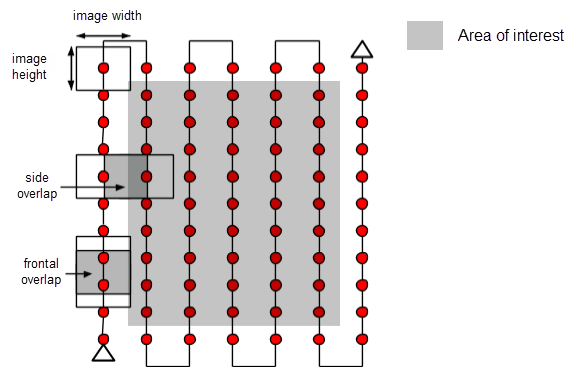 image width
image
height
Area of interest
side
overlap
frontal
overlap